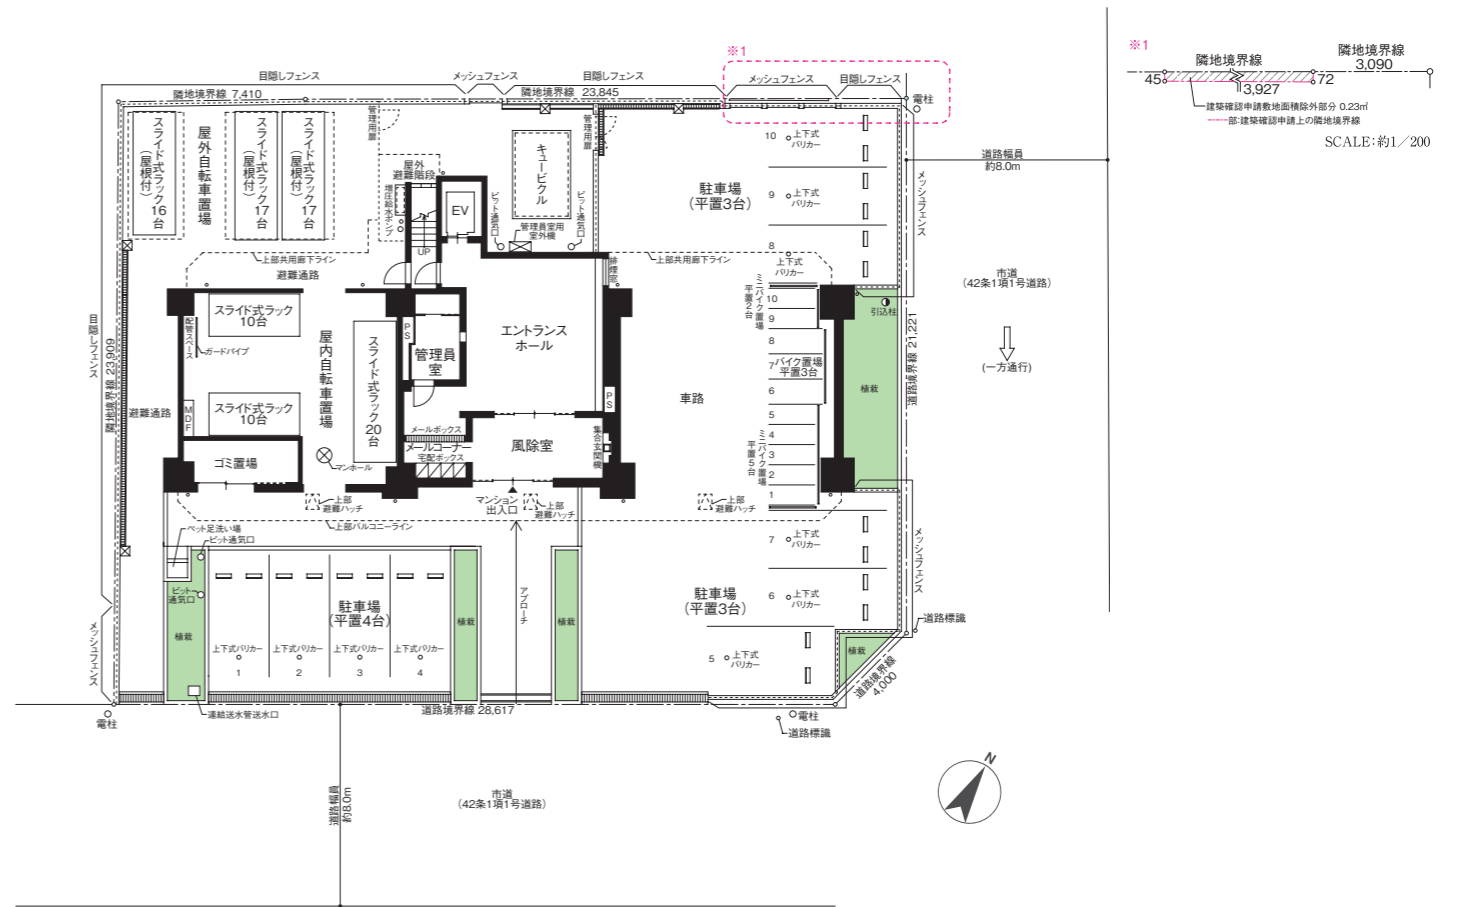 ※1
※1
隣地境界線
45
72
3,927
隣地境界線
3,090
建築確認申請敷地面積除外部分 0.23㎡
部:建築確認申請上の隣地境界線
SCALE:約1/200
目隠しフェンス
メッシュフェンス
目隠しフェンス
メッシュフェンス
目隠しフェンス
隣地境界線 7,410
隣地境界線 23,845
電柱
管理用扉
管理用扉
スライド式ラック16台
(屋根付)
屋外自転車置場
スライド式ラック17台
(屋根付)
スライド式ラック17台
(屋根付)
屋外
避難階段
増圧給水ポンプ
EV
UP
ピット通気口
キュービクル
ピット通気口
管理員室用
室外機
10
上下式
バリカー
駐車場
(平置3台)
9
上下式
バリカー
8
上下式
バリカー
メッシュフェンス
道路幅員
約8.0m
市道
(42条1項1号道路)
(一方通行)
上部共用廊下ライン
避難通路
上部共用廊下ライン
排煙窓
目隠しフェンス
隣地境界線 23,909
避難通路
配管スペース
スライド式ラック
10台
ガードパイプ
屋内自転車置場
スライド式ラック20台
スライド式ラック
10台
MDF
ゴミ置場
マンホール
PS
管理員
室
エントランス
ホール
PS
メールボックス
メールコーナー
宅配ボックス
風除室
集合玄関機
マンション
出入口
車路
ミニバイク置場
平置2台
10
9
8
7
バイク置場
平置3台
6
5
4
3
2
1
ミニバイク置場
平置5台
引込柱
植栽
道路境界線 21,221
上部
避難ハッチ
上部
避難ハッチ
上部
避難ハッチ
上部バルコニーライン
ペット足洗い場
ピット通気口
ピット
通気口
植栽
メッシュフェンス
駐車場
(平置4台)
上下式バリカー
1
上下式バリカー
2
上下式バリカー
3
上下式バリカー
4
植栽
アプローチ
植栽
7
上下式
バリカー
駐車場
(平置3台)
6
上下式
バリカー
5
上下式
バリカー
メッシュフェンス
道路標識
植栽
道路境界線
4,000
連結送水管送水口
道路境界線 28,617
電柱
電柱
道路標識
道路幅員
約8.0m
市道
(42条1項1号道路)
N